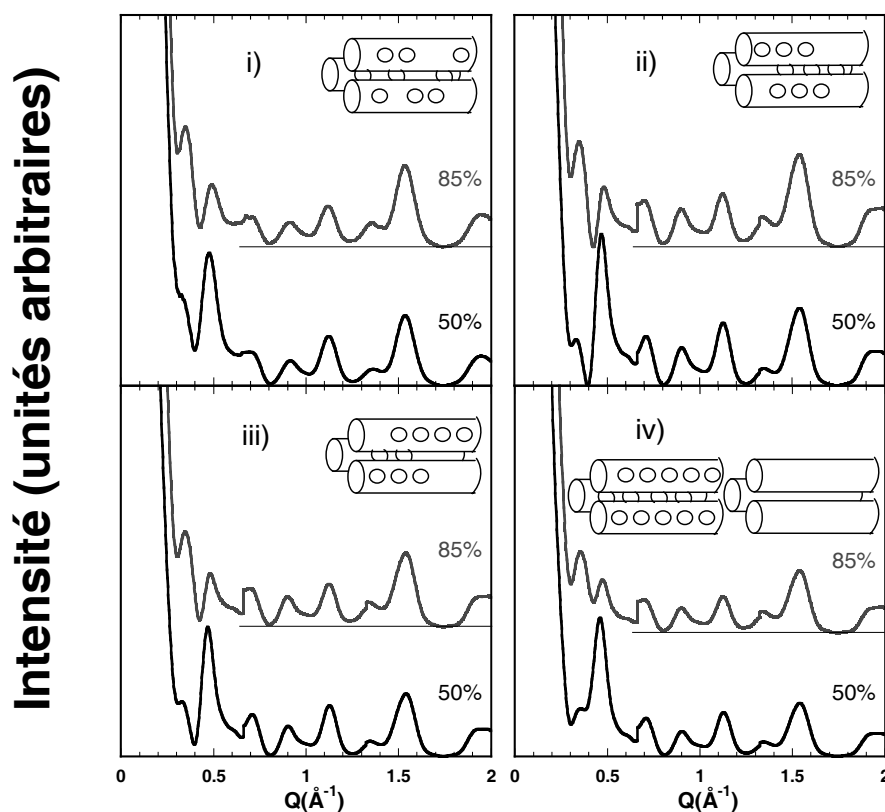 Intensité (unités arbitraires)
i)
85%
50%
ii)
85%
50%
iii)
85%
50%
iv)
85%
50%
0 0.5 1 1.5 2
Q(Å-1)
0.5 1 1.5 2
Q(Å-1)